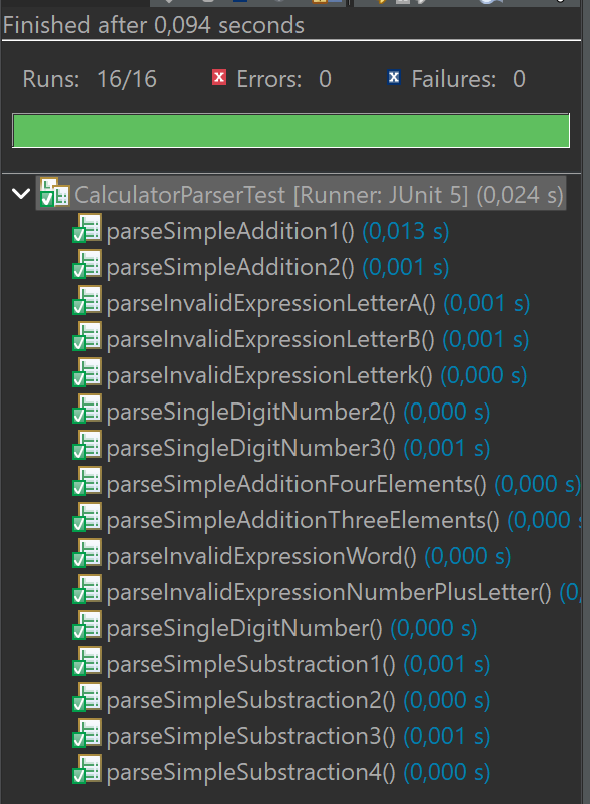 Finished after 0,094 seconds
Runs: 16/16 Errors: 0 Failures: 0
CalculatorParserTest [Runner: JUnit 5] (0,024 s)
parseSimpleAddition1() (0,013 s)
parseSimpleAddition2() (0,001 s)
parseInvalidExpressionLetterA() (0,001 s)
parseInvalidExpressionLetterB() (0,001 s)
parseInvalidExpressionLetterk() (0,000 s)
parseSingleDigitNumber2() (0,000 s)
parseSingleDigitNumber3() (0,001 s)
parseSimpleAdditionFourElements() (0,000 s)
parseSimpleAdditionThreeElements() (0,000 s
parseInvalidExpressionWord() (0,000 s)
parseInvalidExpressionNumberPlusLetter() (0,
parseSingleDigitNumber() (0,000 s)
parseSimpleSubstraction1() (0,001 s)
parseSimpleSubstraction2() (0,000 s)
parseSimpleSubstraction3() (0,001 s)
parseSimpleSubstraction4() (0,000 s)